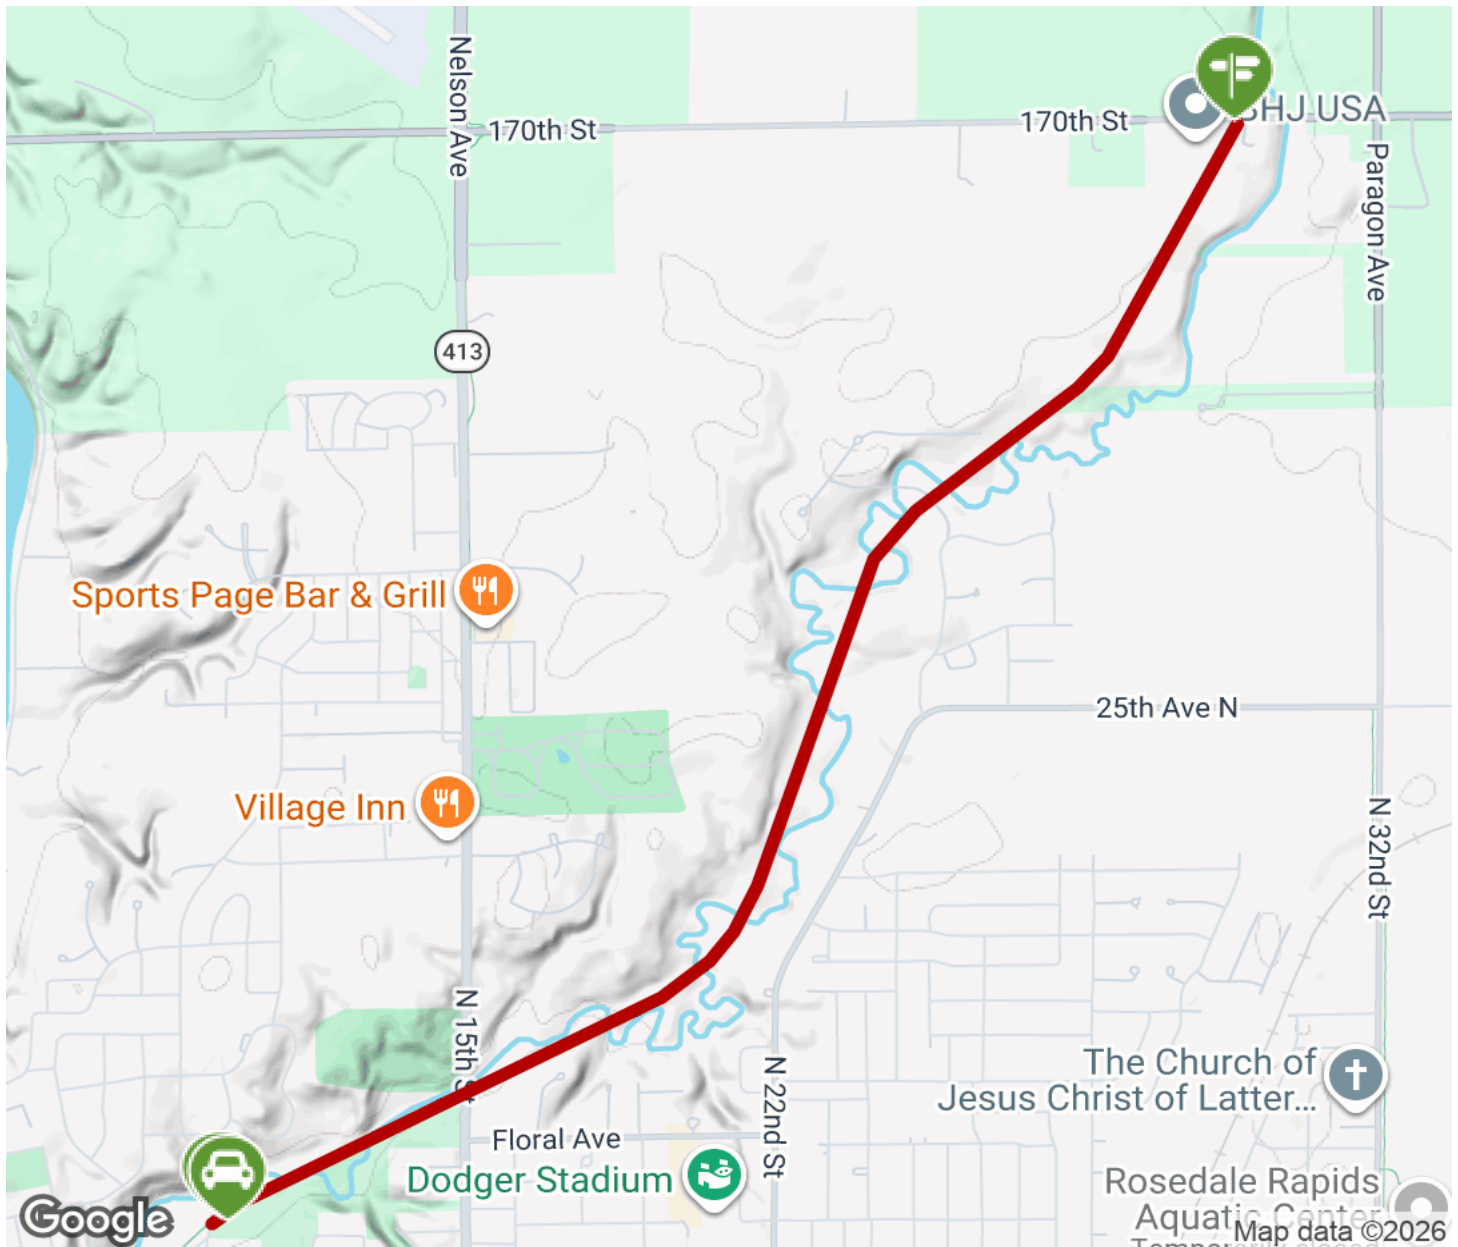 Nelson Ave
170th St
170th St
SHJ USA
Paragon Ave
413
Sports Page Bar & Grill
25th Ave N
Village Inn
N 32nd St
N 15th St
N 22nd St
The Church of
Jesus Christ of Latter...
Floral Ave
Dodger Stadium
Rosedale Rapids
Aquatic Center
Google
Map data ©2026